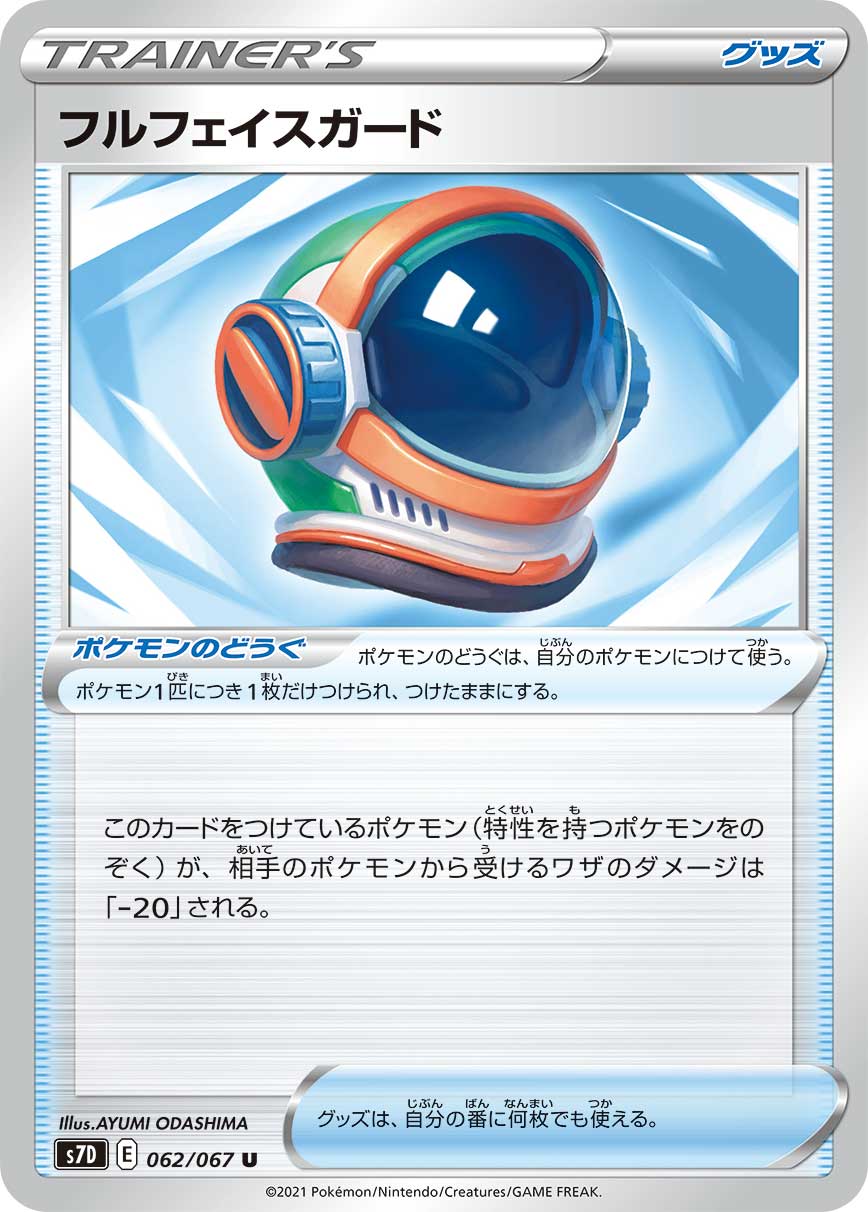 TRAINER'S グッズ
フルフェイスガード
ポケモンのどうぐ ポケモンのどうぐは、自分のポケモンにつけて使う。
ポケモン1匹につき1枚だけつけられ、つけたままにする。
このカードをつけているポケモン（特性を持つポケモンをの
ぞく）が、相手のポケモンから受けるワザのダメージは
「-20」される。
グッズは、自分の番に何枚でも使える。
Illus.AYUMI ODASHIMA
s7D E 062/067 U
©2021 Pokémon/Nintendo/Creatures/GAME FREAK.